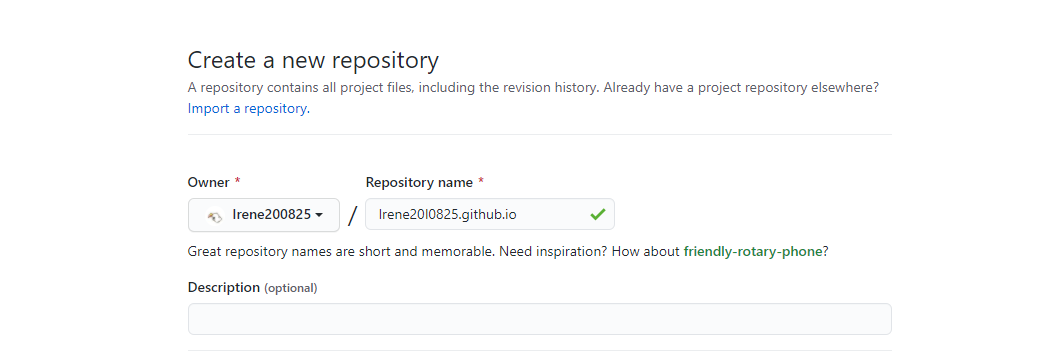 Create a new repository
A repository contains all project files, including the revision history. Already have a project repository elsewhere?
Import a repository.
Owner *
Repository name *
Irene200825
/
Irene20l0825.github.io
Great repository names are short and memorable. Need inspiration? How about friendly-rotary-phone?
Description (optional)